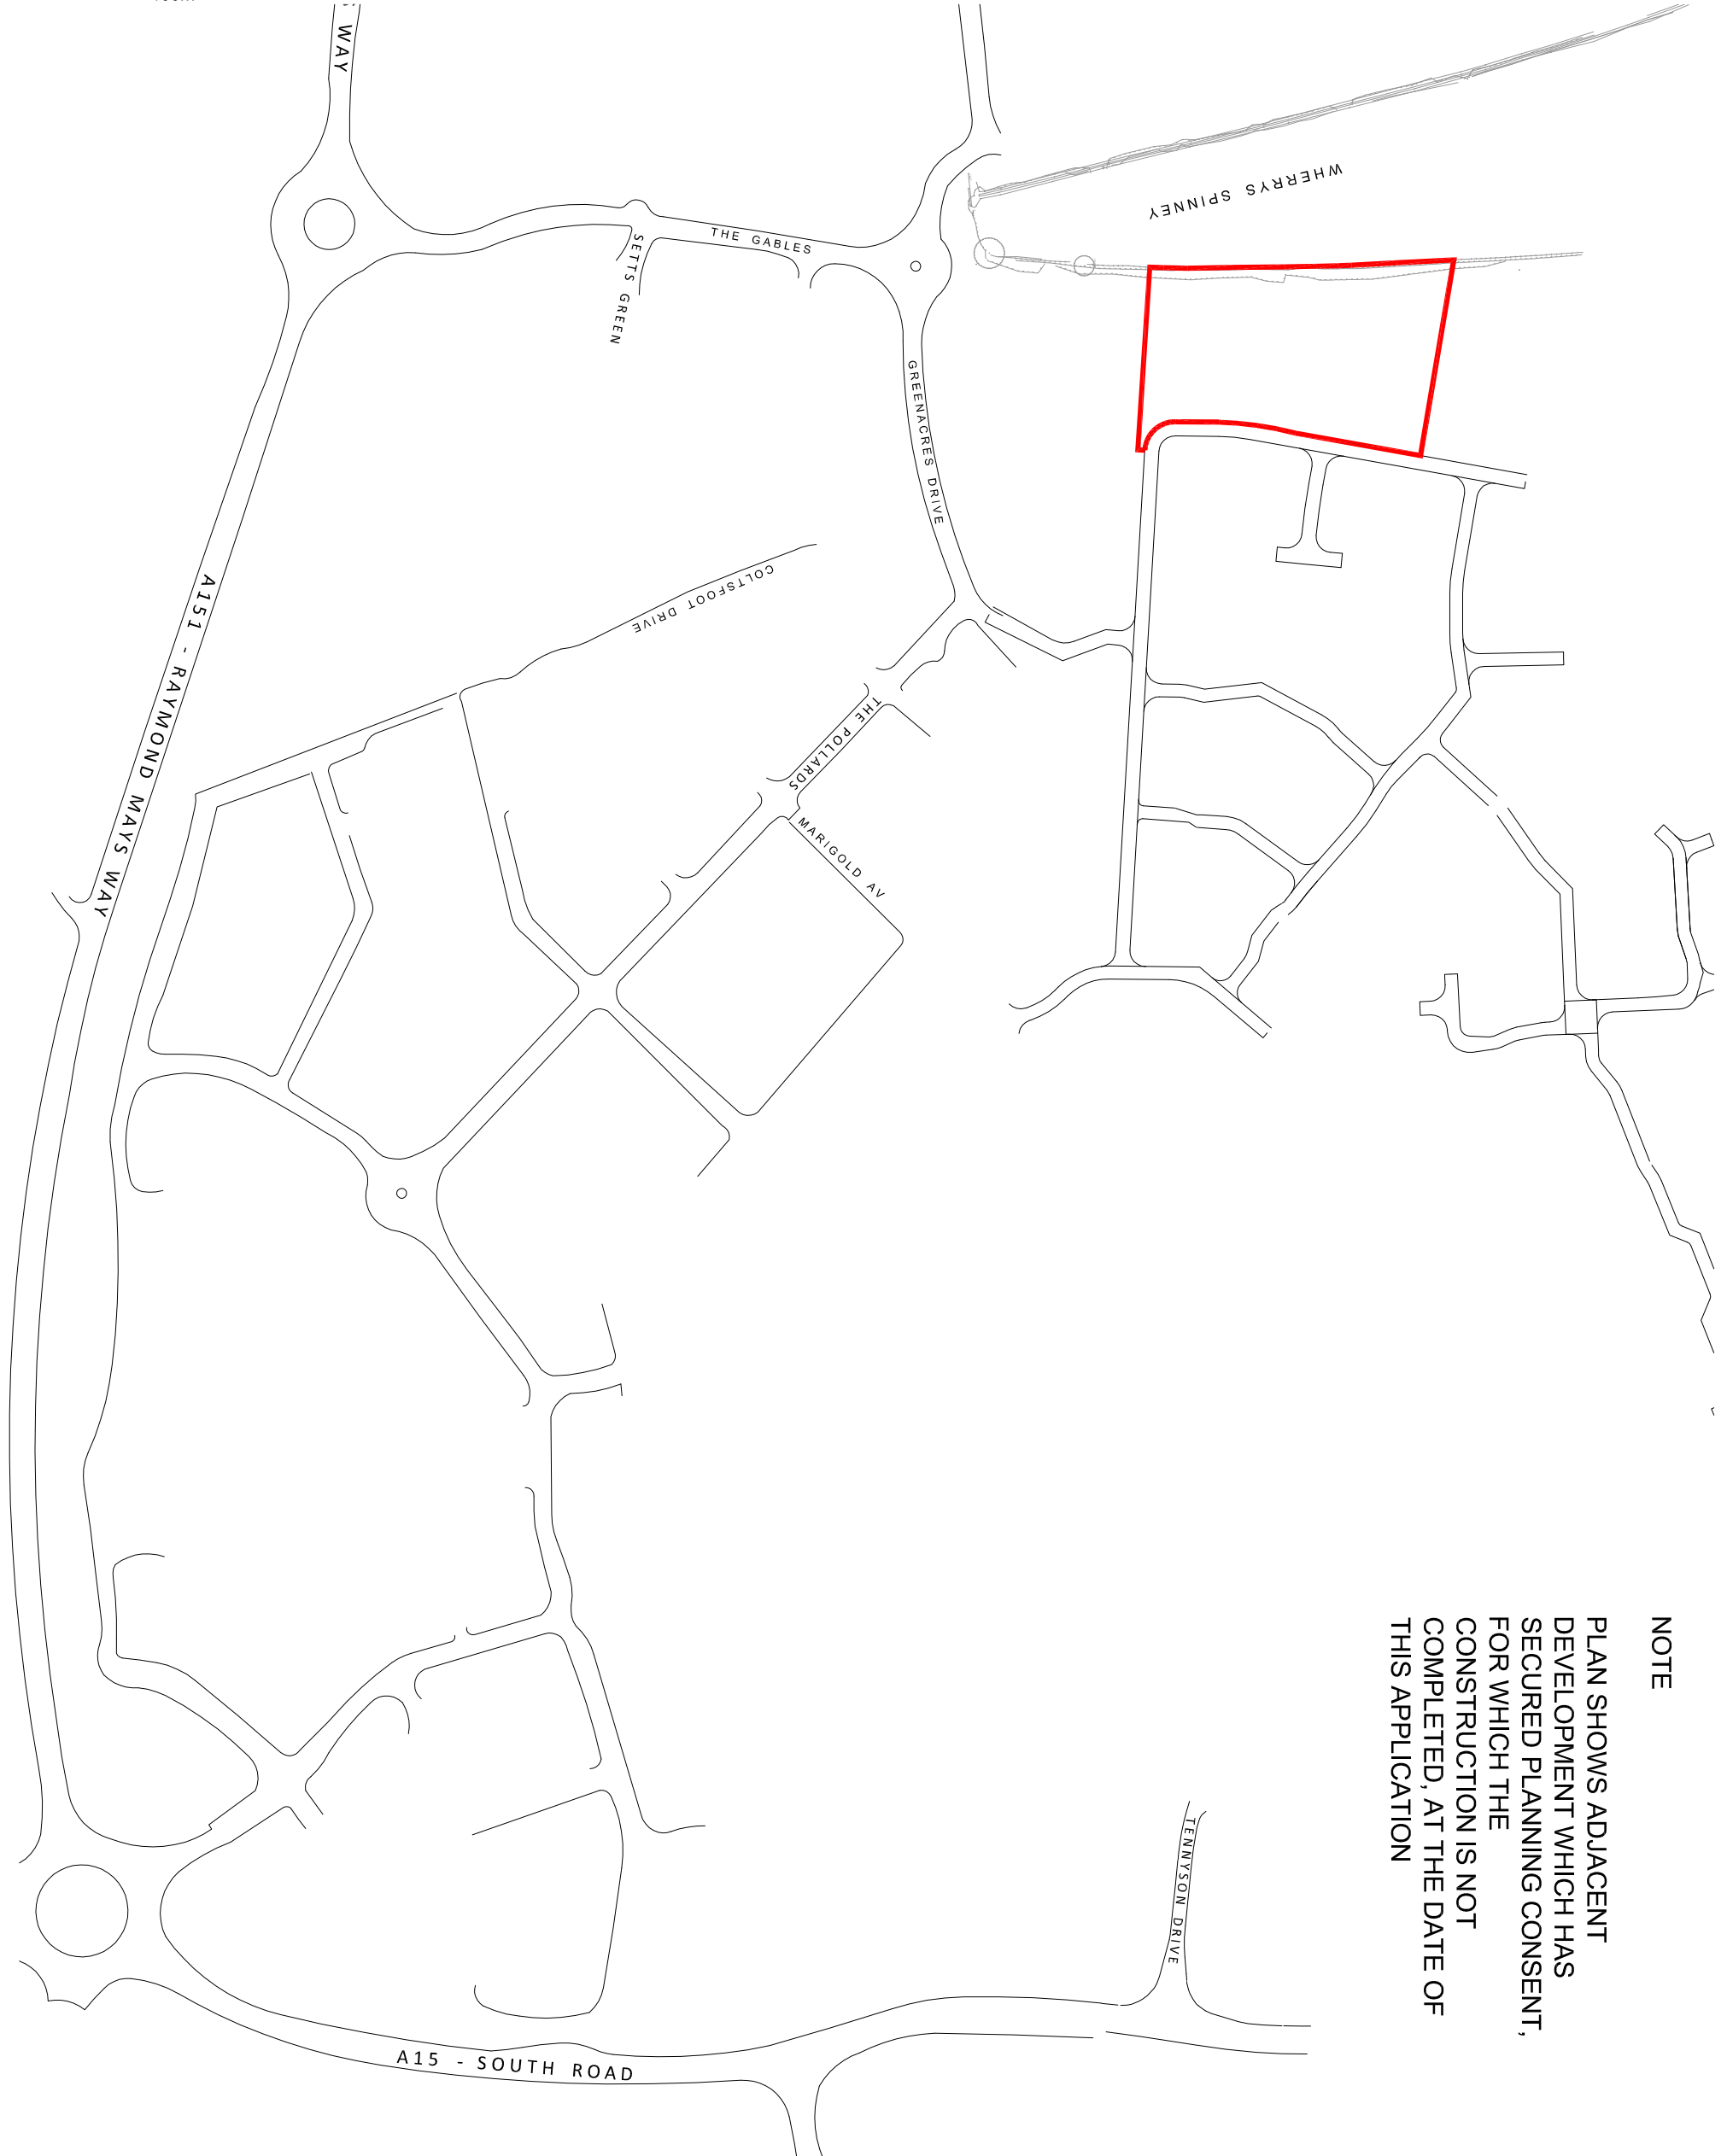 WAY
THE GABLES
SETTS GREEN
WHERRYS SPINNEY
GREENACRES DRIVE
A151 - RAYMOND MAYS WAY
COLTSFOOT DRIVE
THE POLLARDS
MARIGOLD AV
NOTE
PLAN SHOWS ADJACENT
DEVELOPMENT WHICH HAS
SECURED PLANNING CONSENT,
FOR WHICH THE
CONSTRUCTION IS NOT
COMPLETED, AT THE DATE OF
THIS APPLICATION
TENNYSON DRIVE
A15 - SOUTH ROAD